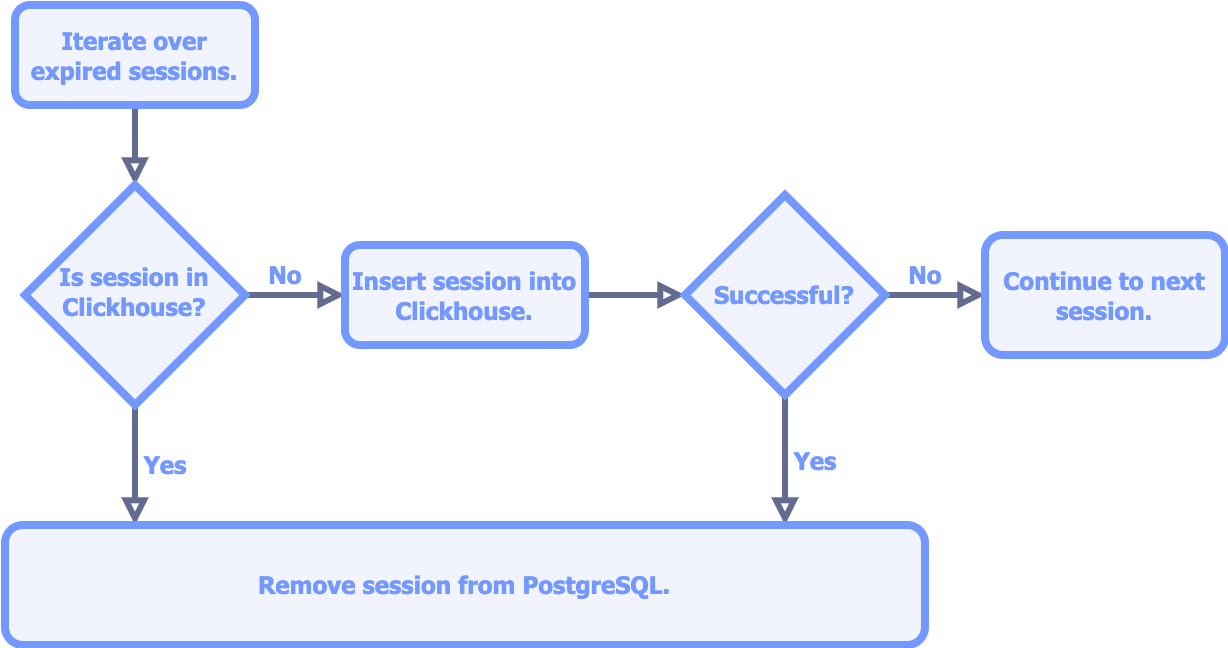 Iterate over
expired sessions.
Is session in
Clickhouse?
No
Insert session into
Clickhouse.
Successful?
No
Continue to next
session.
Yes
Yes
Remove session from PostgreSQL.